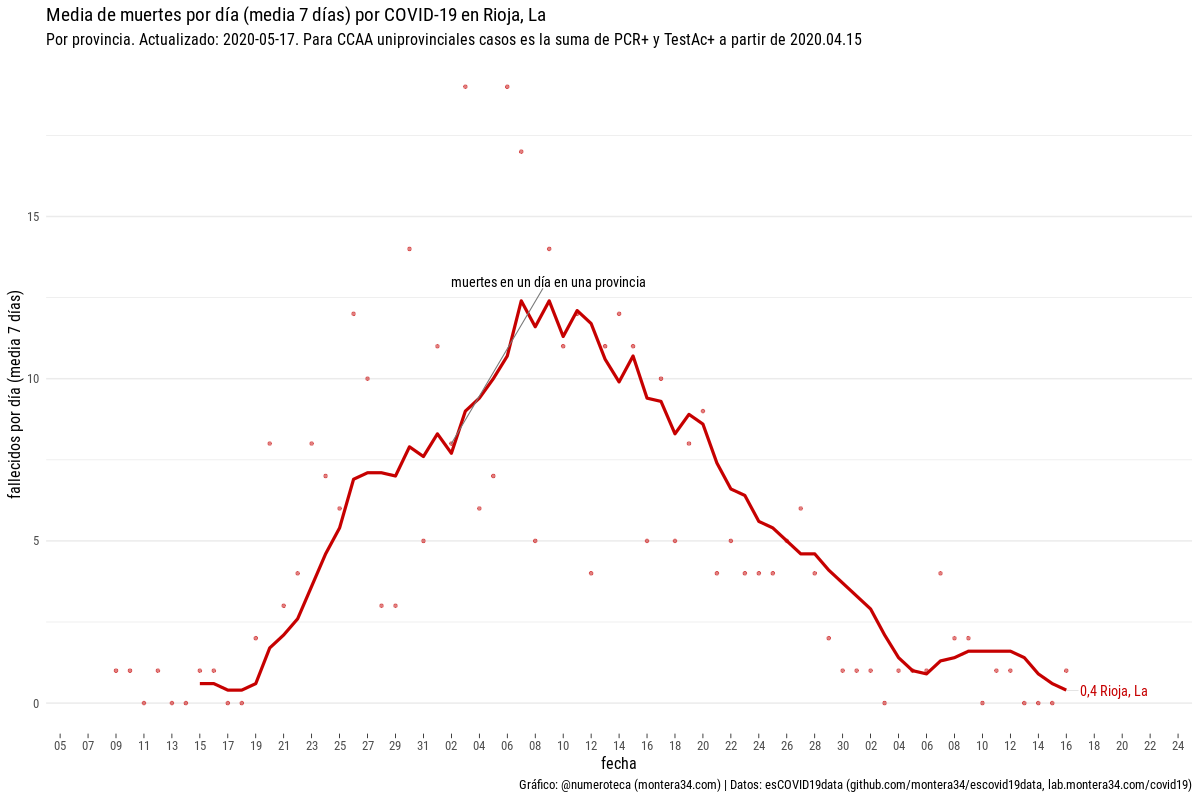 Media de muertes por día (media 7 días) por COVID-19 en Rioja, La
Por provincia. Actualizado: 2020-05-17. Para CCAA uniprovinciales casos es la suma de PCR+ y TestAc+ a partir de 2020.04.15
fallecidos por día (media 7 días)
15
10
5
0
muertes en un día en una provincia
0,4 Rioja, La
05 07 09 11 13 15 17 19 21 23 25 27 29 31 02 04 06 08 10 12 14 16 18 20 22 24 26 28 30 02 04 06 08 10 12 14 16 18 20 22 24
fecha
Gráfico: @numeroteca (montera34.com) | Datos: esCOVID19data (github.com/montera34/escovid19data, lab.montera34.com/covid19)